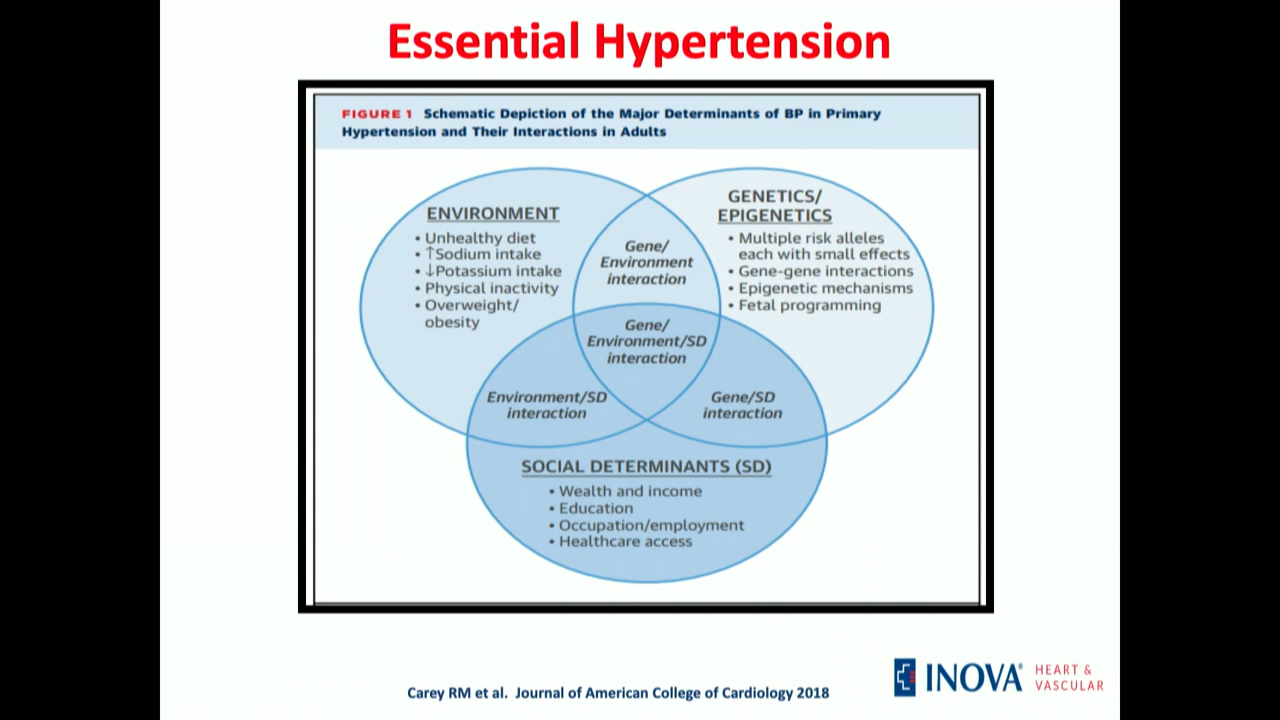 Essential Hypertension
FIGURE 1 Schematic Depiction of the Major Determinants of BP in Primary
Hypertension and Their Interactions in Adults
ENVIRONMENT
• Unhealthy diet
• ↑Sodium intake
• ↓Potassium intake
• Physical inactivity
• Overweight/
obesity
Gene/
Environment
interaction
GENETICS/
EPIGENETICS
• Multiple risk alleles
each with small effects
• Gene-gene interactions
• Epigenetic mechanisms
• Fetal programming
Gene/
Environment/SD
interaction
Environment/SD
interaction
Gene/SD
interaction
SOCIAL DETERMINANTS (SD)
• Wealth and income
• Education
• Occupation/employment
• Healthcare access
Carey RM et al. Journal of American College of Cardiology 2018
INOVA®
HEART &
VASCULAR